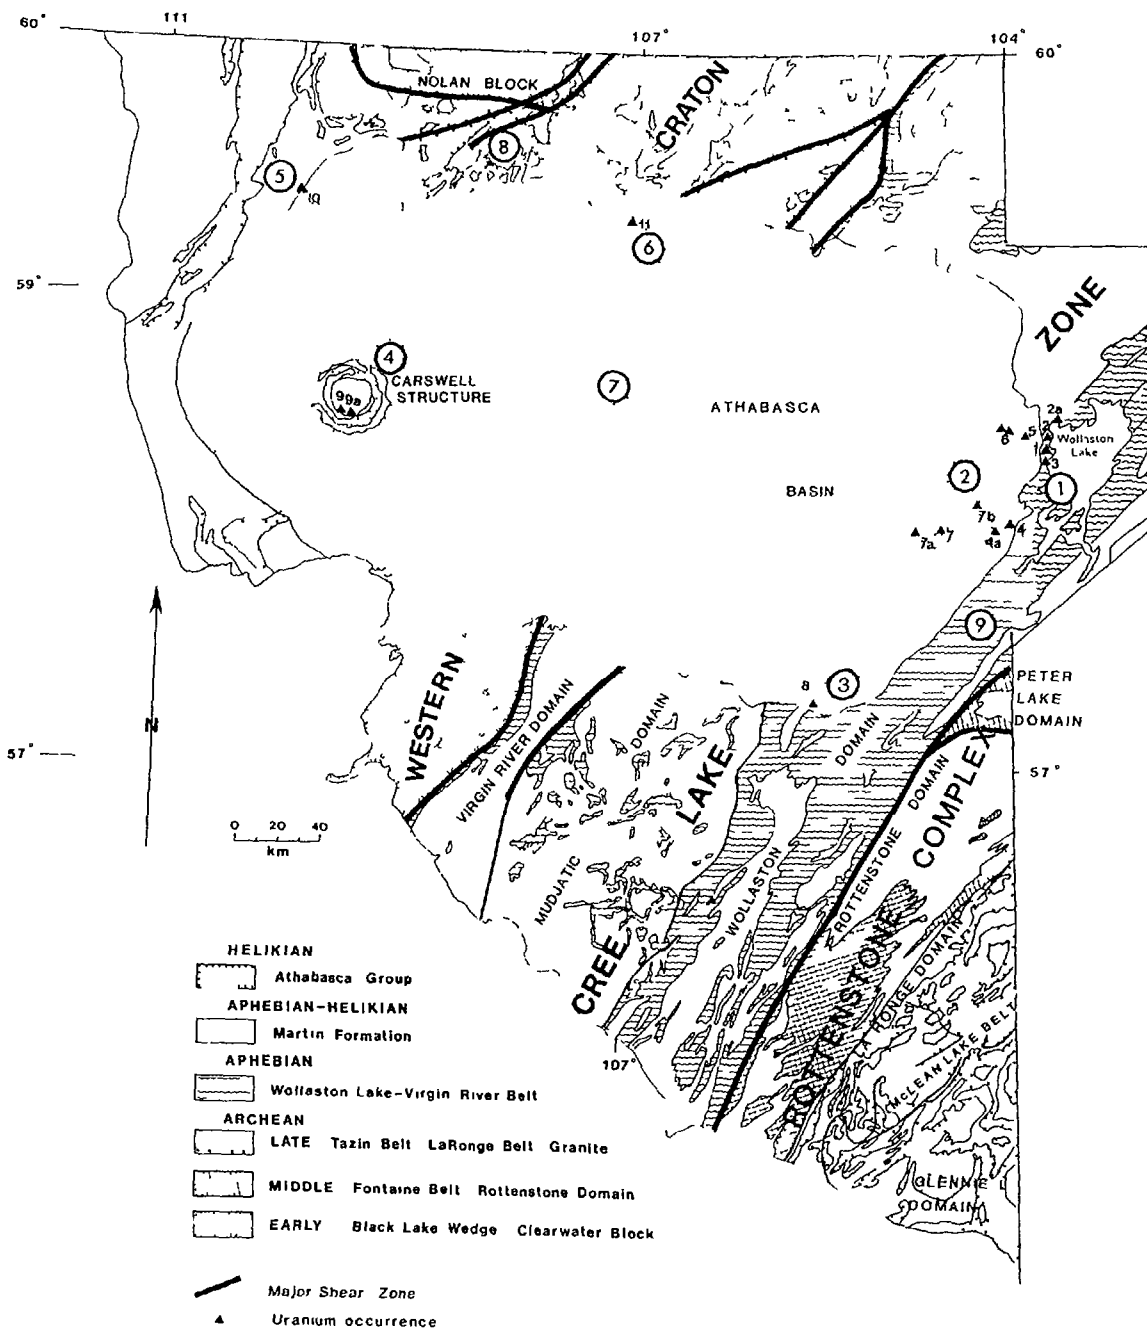 60°
111
107
104
60°
NOLAN BLOCK
CRATON
8
5
10
11
6
59°
ZONE
4
CARSWELL
STRUCTURE
9 9a
7
ATHABASCA
BASIN
2a
2
5
6
1
3
Wollaston
Lake
2
1
7b
4
4a
7a
7
9
3
8
PETER
LAKE
DOMAIN
N
WESTERN
VIRGIN RIVER DOMAIN
DOMAIN
LAKE
DOMAIN
57°
57°
0 20 40
km
MUDJATIC
WOLLASTON
ROTTENSTONE
DOMAIN
COMPLEX
CREE
ROTTENSTONE
LA RONGE DOMAIN
McLEAN LAKE BELT
107°
GLENNIE
DOMAIN
HELIKIAN
Athabasca Group
APHEBIAN-HELIKIAN
Martin Formation
APHEBIAN
Wollaston Lake-Virgin River Belt
ARCHEAN
LATE Tazin Belt LaRonge Belt Granite
MIDDLE Fontaine Belt Rottenstone Domain
EARLY Black Lake Wedge Clearwater Block
Major Shear Zone
Uranium occurrence